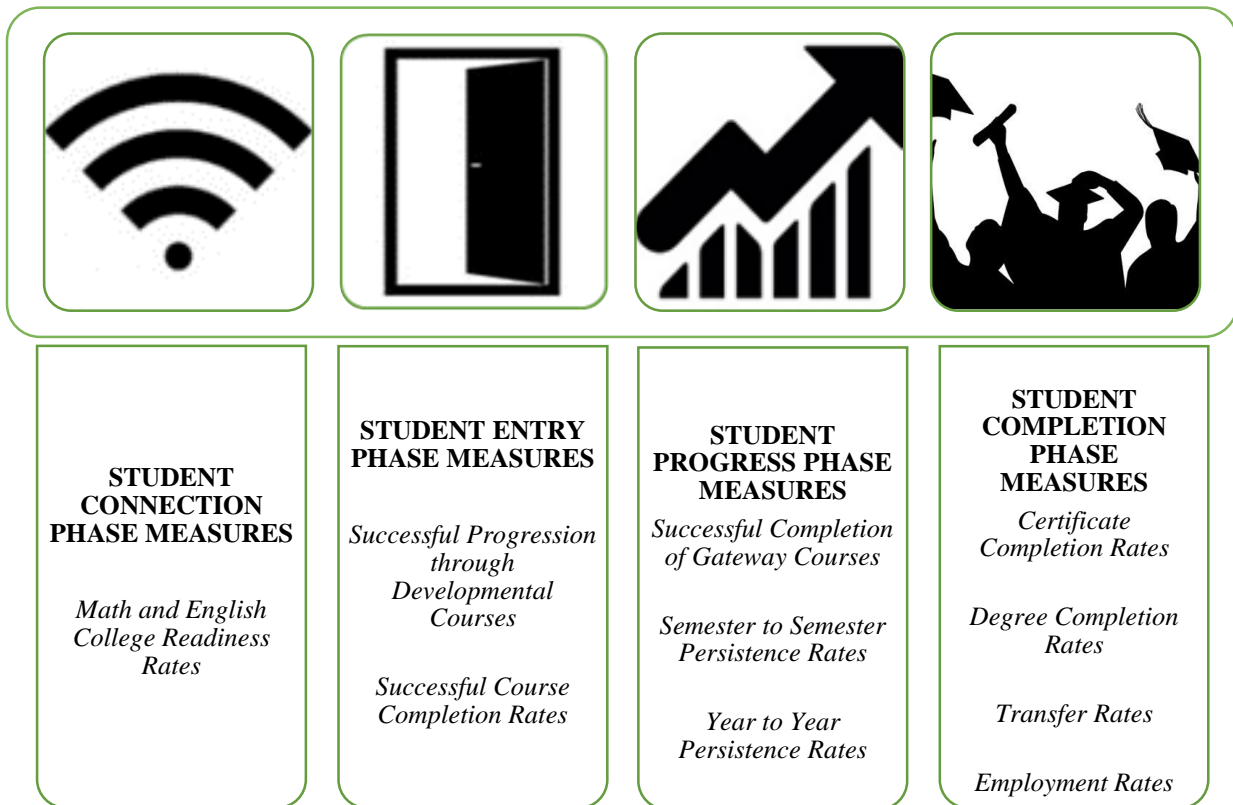 STUDENT
CONNECTION
PHASE MEASURES
Math and English
College Readiness
Rates
STUDENT ENTRY
PHASE MEASURES
Successful Progression
through
Developmental
Courses
Successful Course
Completion Rates
STUDENT
PROGRESS PHASE
MEASURES
Successful Completion
of Gateway Courses
Semester to Semester
Persistence Rates
Year to Year
Persistence Rates
STUDENT
COMPLETION
PHASE
MEASURES
Certificate
Completion Rates
Degree Completion
Rates
Transfer Rates
Employment Rates